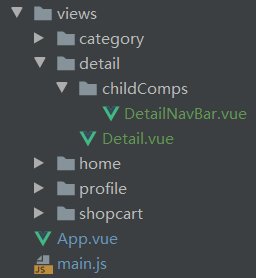 views
category
detail
childComps
DetailNavBar.vue
Detail.vue
home
profile
shopcart
App.vue
main.js